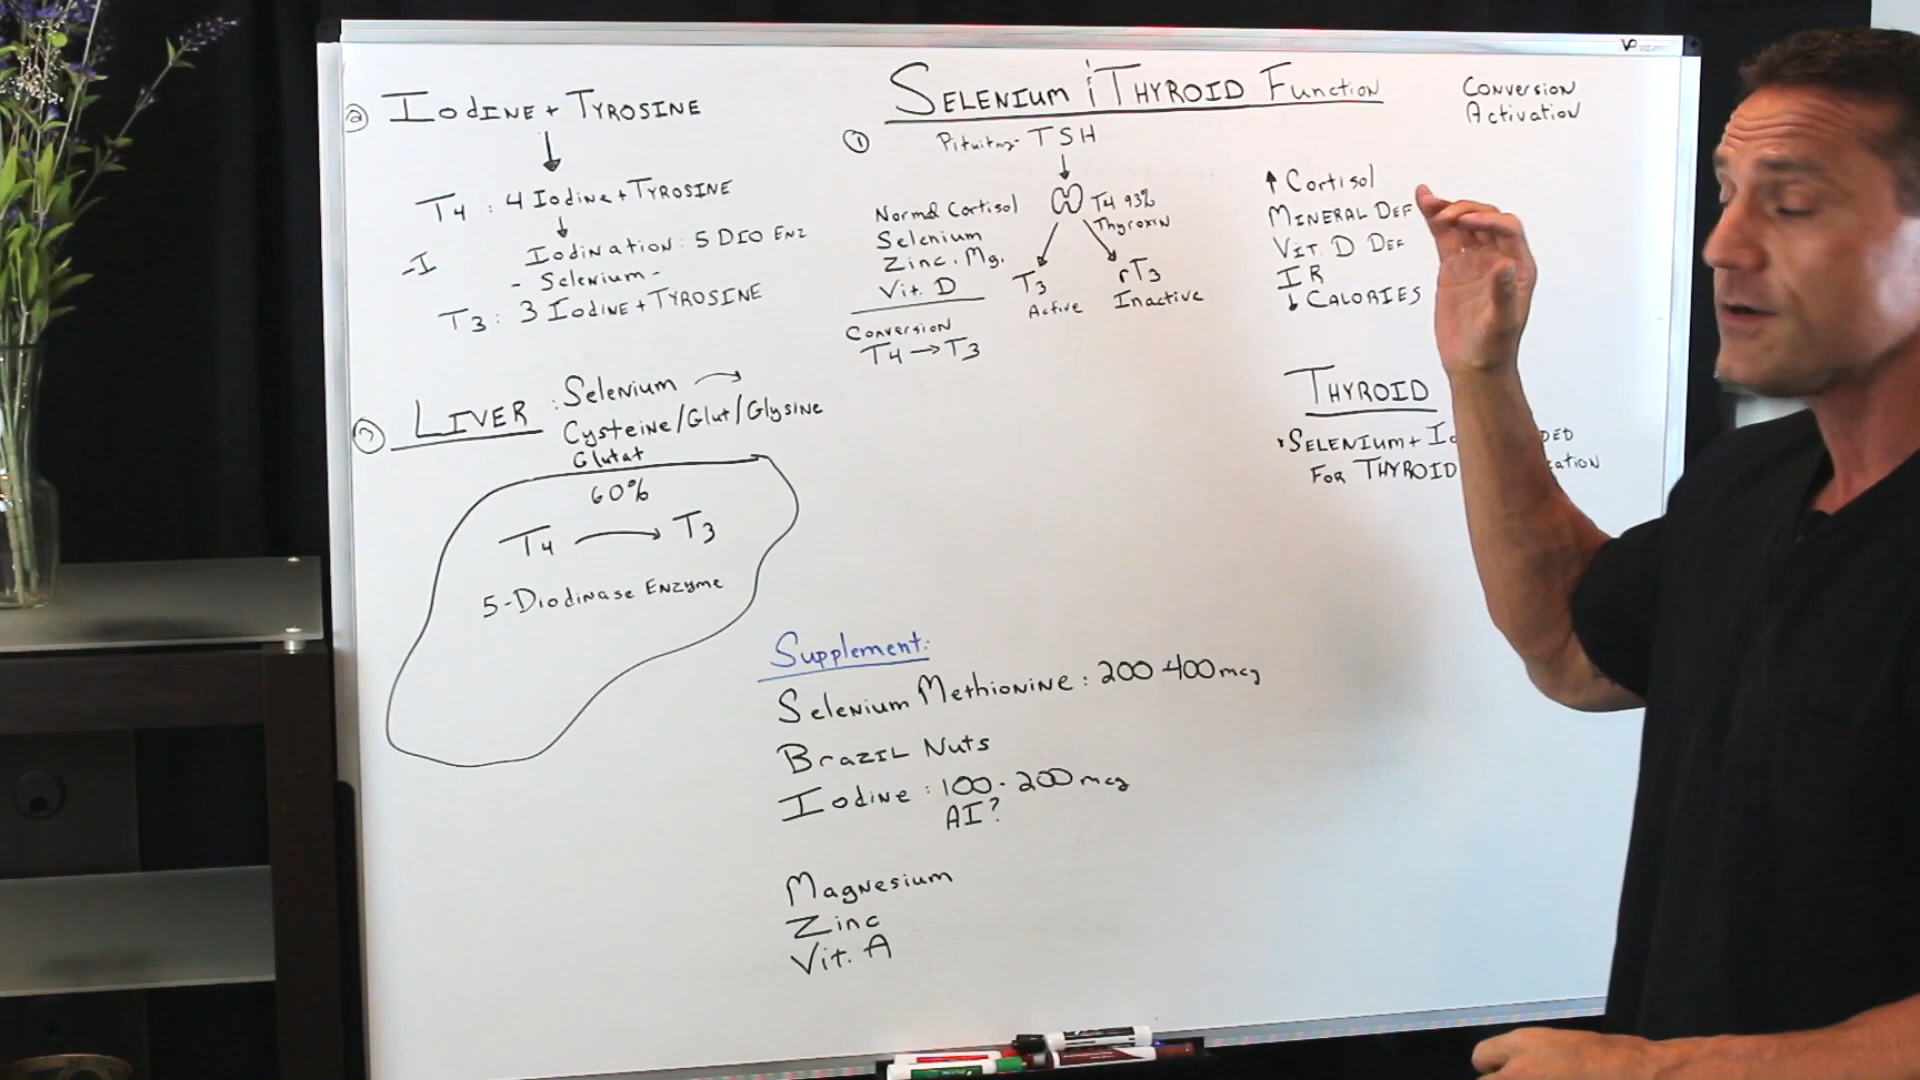 SELENIUM & THYROID FUNCTION
CONVERSION
ACTIVATION
① Pituitary- TSH
T4 93%
Thyroxin
Normal Cortisol
Selenium
Zinc. Mg.
Vit. D
CONVERSION
T4 → T3
T3
Active
rT3
Inactive
↑ Cortisol
MINERAL DEF
VIT. D DEF
IR
↓ CALORIES
THYROID
• SELENIUM +
FOR THYROID
② IODINE + TYROSINE
T4 : 4 Iodine + TYROSINE
-I
Iodination : 5 DIO ENZ
- Selenium -
T3 : 3 IODINE + TYROSINE
LIVER : Selenium →
Cysteine/Glut/Glysine
Glutat
60%
T4 → T3
5-Diodinase Enzyme
Supplement:
Selenium Methionine : 200-400mcg
BRAZIL Nuts
Iodine : 100-200mcg
AI?
Magnesium
Zinc
Vit. A